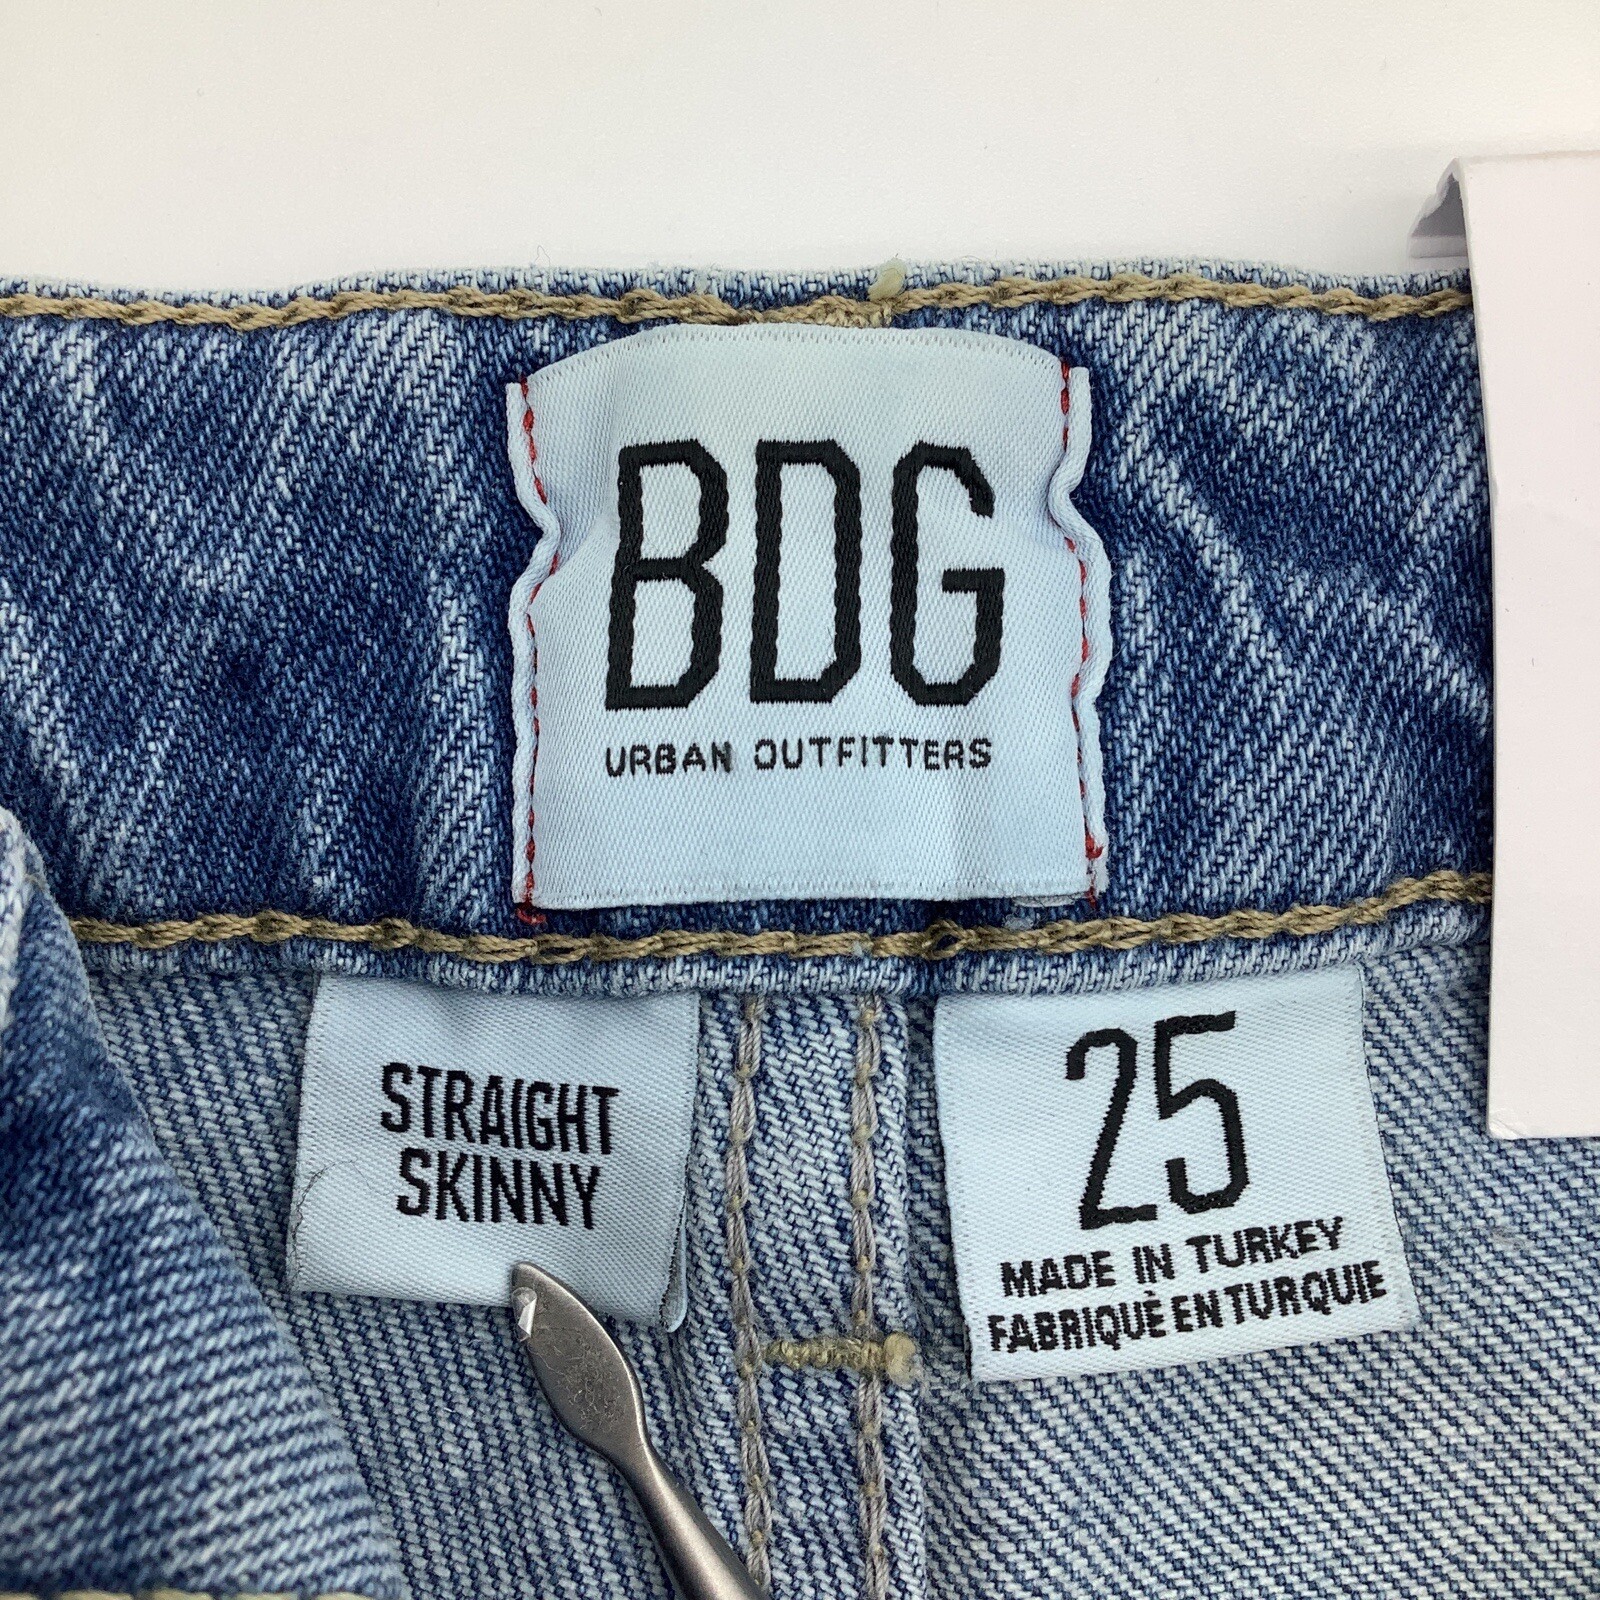 BDG
URBAN OUTFITTERS
STRAIGHT
SKINNY
25
MADE IN TURKEY
FABRIQUÈ EN TURQUIE